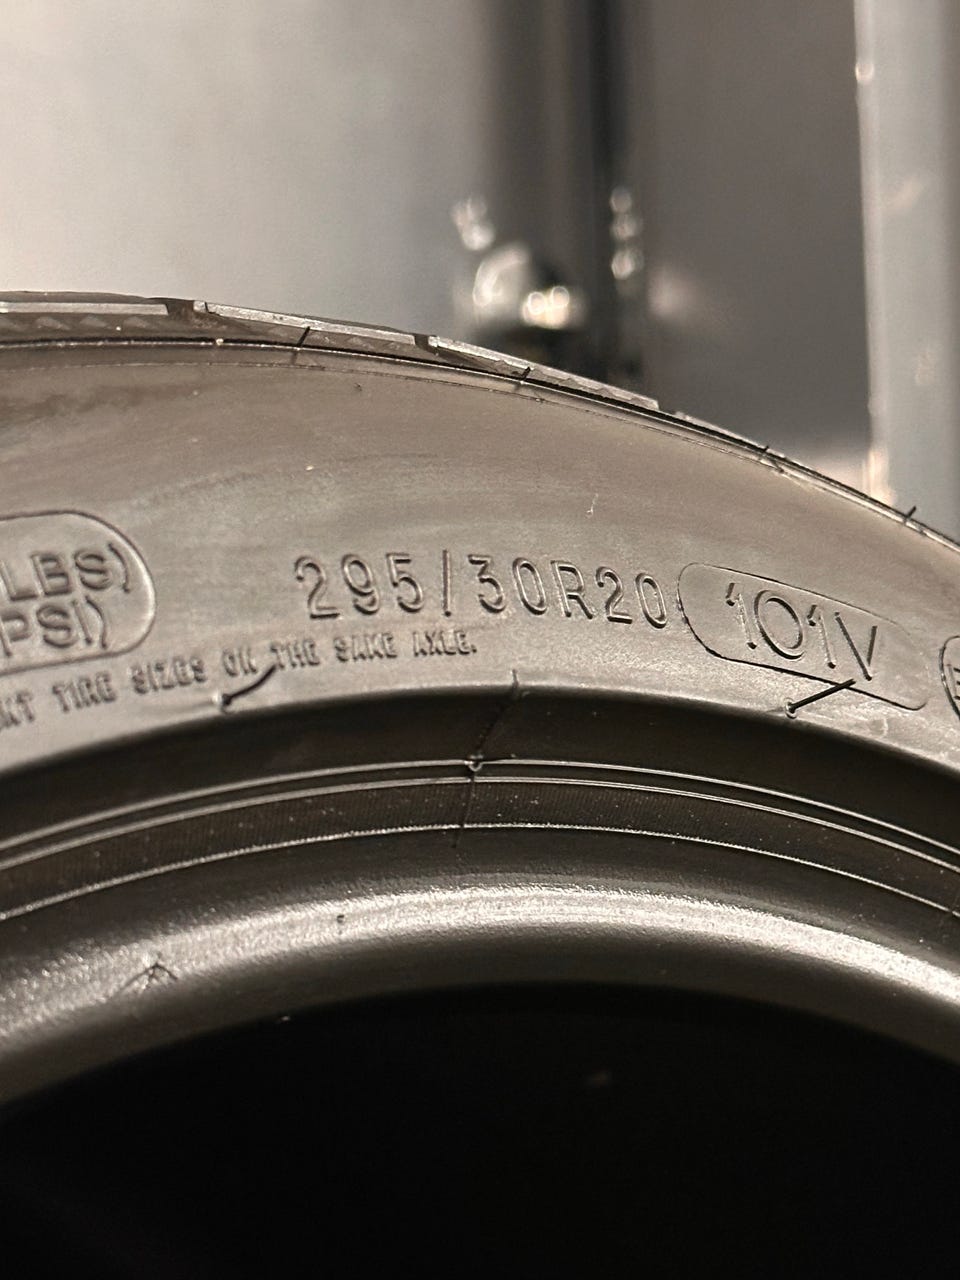 LBS)
PSI)
295/30R20 101V
TIRE SIZES ON THE SAME AXLE.